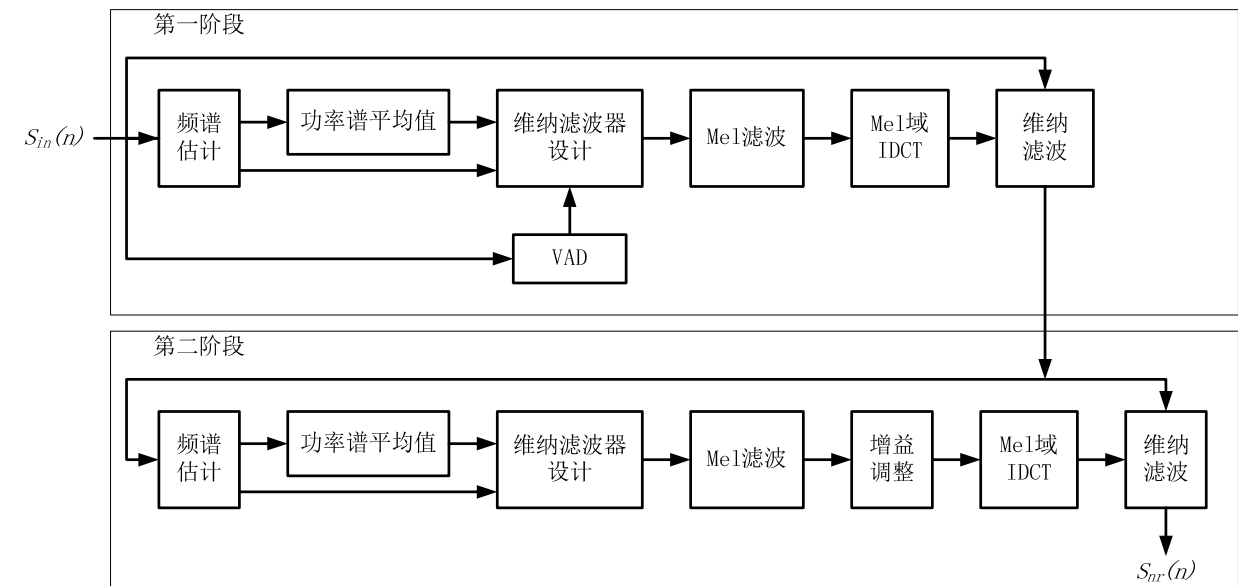 第一阶段
S_in(n)
频谱
估计
功率谱平均值
维纳滤波器
设计
Mel滤波
Mel域
IDCT
维纳
滤波
VAD
第二阶段
频谱
估计
功率谱平均值
维纳滤波器
设计
Mel滤波
增益
调整
Mel域
IDCT
维纳
滤波
S_nr(n)